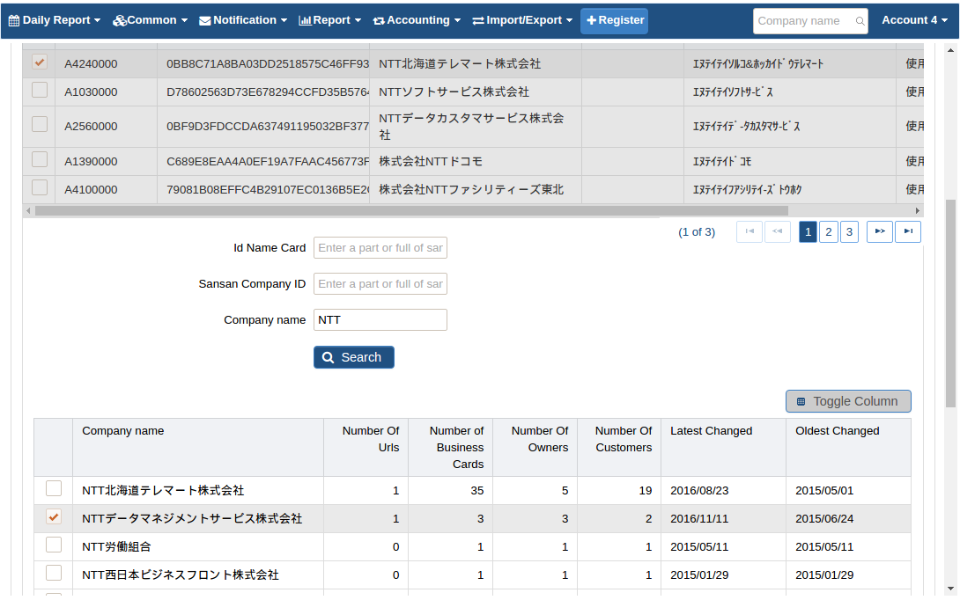 Daily Report Common Notification Report Accounting Import/Export Register Company name Account 4
A4240000 0BB8C71A8BA03DD2518575C46FF93 NTT北海道テレマート株式会社 ｴﾇﾃｲﾃｲｿﾙｺ&ﾎｯｶｲﾄﾞｳﾃﾚﾏｰﾄ 使用
A1030000 D78602563D73E678294CCFD35B576 NTTソフトサービス株式会社 ｴﾇﾃｲﾃｲｿﾌﾄｻｰﾋﾞｽ 使用
A2560000 0BF9D3FDCCDA637491195032BF377 NTTデータカスタマサービス株式会 ｴﾇﾃｲﾃｲﾃﾞｰﾀｶｽﾀﾏｻｰﾋﾞｽ 使用
社
A1390000 C689E8EAA4A0EF19A7FAAC456773F 株式会社NTTドコモ ｴﾇﾃｲﾃｲﾄﾞｺﾓ 使用
A4100000 79081B08EFFC4B29107EC0136B5E2 株式会社NTTファシリティーズ東北 ｴﾇﾃｲﾃｲﾌｱｼﾘﾃｲｰｽﾞﾄｳﾎｸ 使用
(1 of 3) 1 2 3
Id Name Card Enter a part or full of sar
Sansan Company ID Enter a part or full of sar
Company name NTT
Search
Toggle Column
Company name Number Of Urls Number of Business Cards Number Of Owners Number Of Customers Latest Changed Oldest Changed
NTT北海道テレマート株式会社 1 35 5 19 2016/08/23 2015/05/01
NTTデータマネジメントサービス株式会社 1 3 3 2 2016/11/11 2015/06/24
NTT労働組合 0 1 1 1 2015/05/11 2015/05/11
NTT西日本ビジネスフロント株式会社 0 1 1 1 2015/01/29 2015/01/29